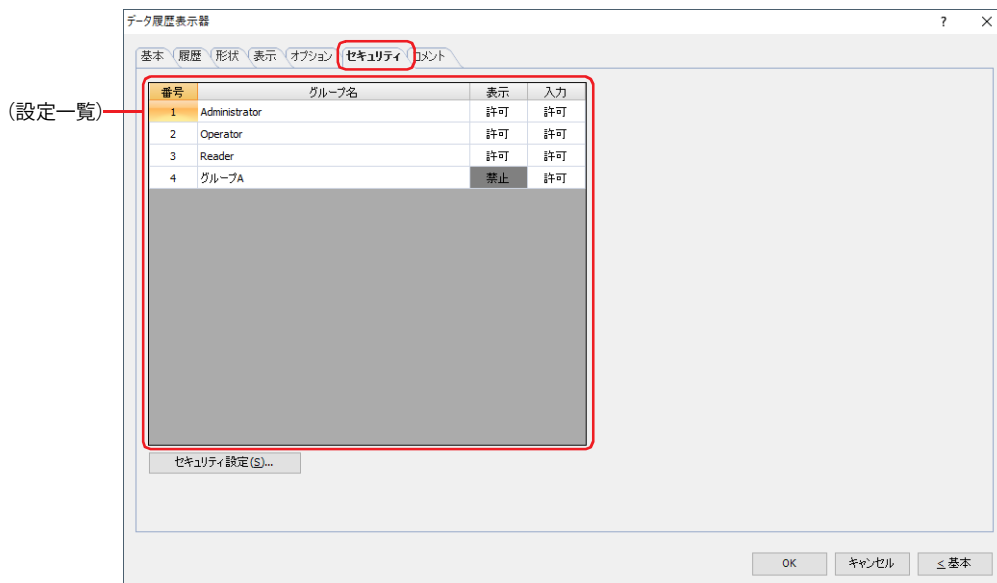 データ履歴表示器 ? ×
基本 履歴 形状 表示 オプション セキュリティ コメント
(設定一覧)
番号 グループ名 表示 入力
1 Administrator 許可 許可
2 Operator 許可 許可
3 Reader 許可 許可
4 グループA 禁止 許可
セキュリティ設定(S)...
OK キャンセル <基本